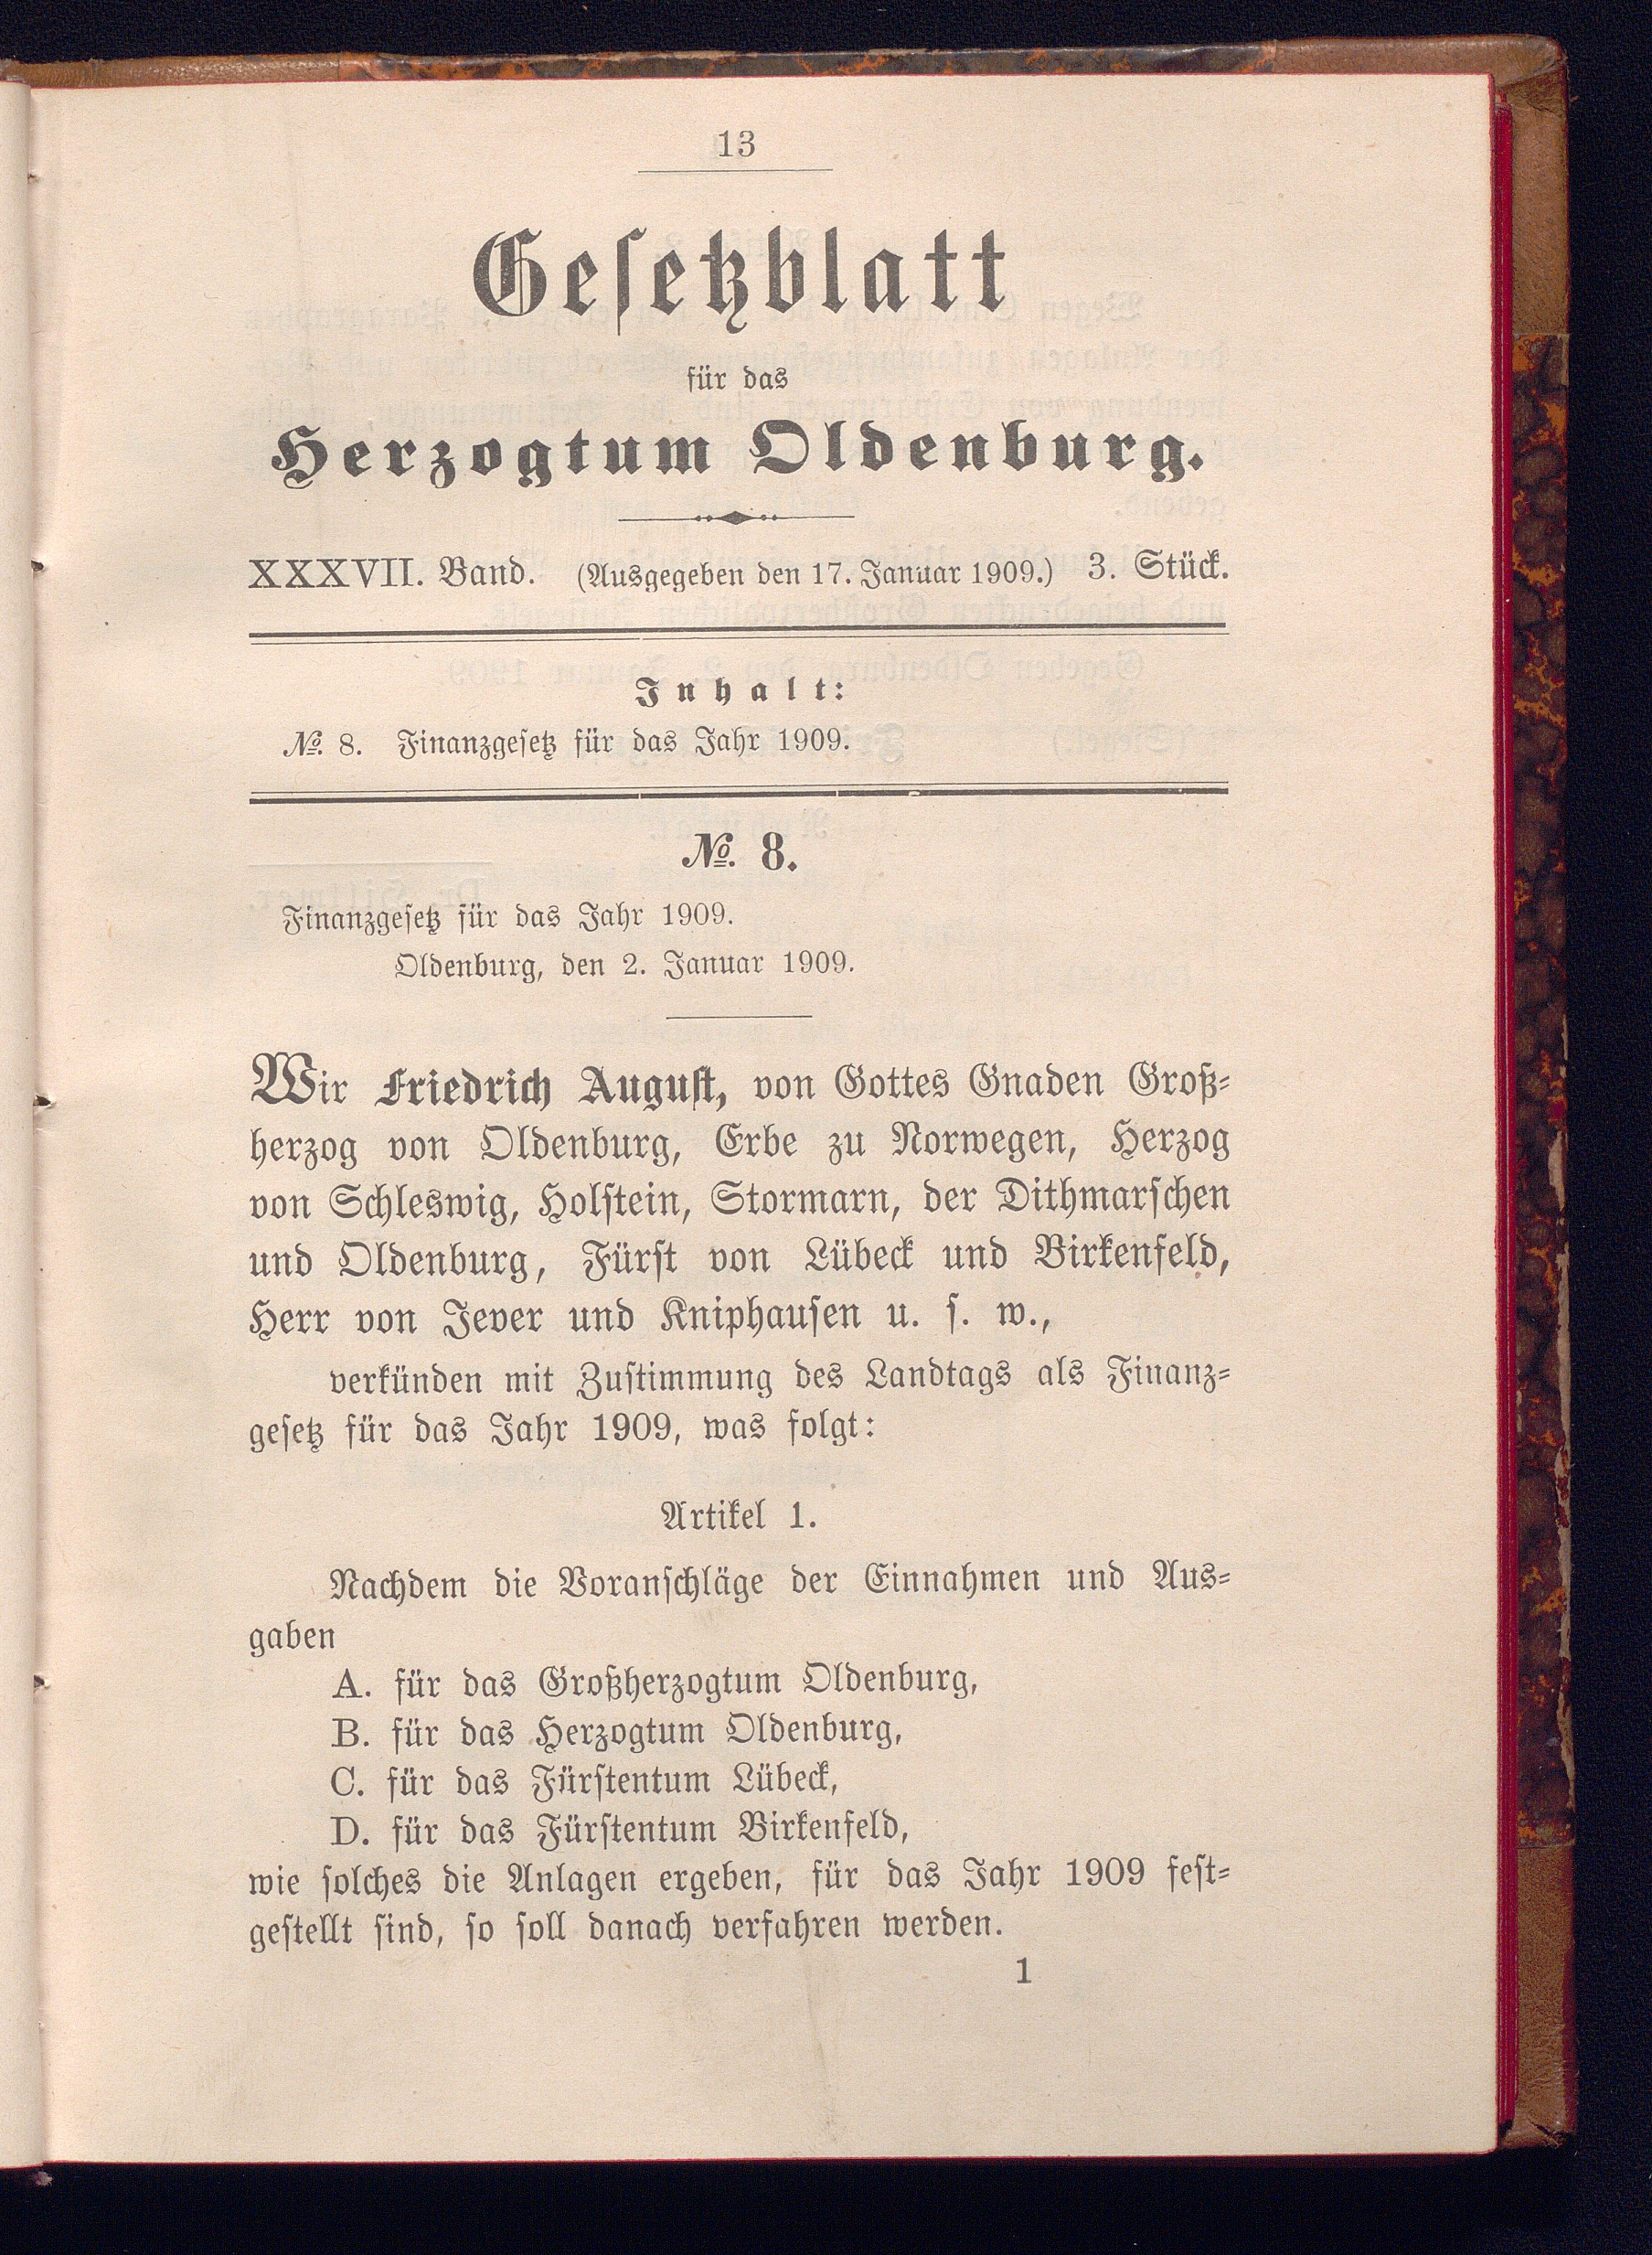 13
Gesetzblatt
für das
Herzogtum Oldenburg.
XXXVII. Band. (Ausgegeben den 17. Januar 1909.) 3. Stück.
Inhalt:
№. 8. Finanzgesetz für das Jahr 1909.
№. 8.
Finanzgesetz für das Jahr 1909.
Oldenburg, den 2. Januar 1909.
Wir Friedrich August, von Gottes Gnaden Groß-
herzog von Oldenburg, Erbe zu Norwegen, Herzog
von Schleswig, Holstein, Stormarn, der Dithmarschen
und Oldenburg, Fürst von Lübeck und Birkenfeld,
Herr von Jever und Kniphausen u. s. w.,
verkünden mit Zustimmung des Landtags als Finanz-
gesetz für das Jahr 1909, was folgt:
Artikel 1.
Nachdem die Voranschläge der Einnahmen und Aus-
gaben
A. für das Großherzogtum Oldenburg,
B. für das Herzogtum Oldenburg,
C. für das Fürstentum Lübeck,
D. für das Fürstentum Birkenfeld,
wie solches die Anlagen ergeben, für das Jahr 1909 fest-
gestellt sind, so soll danach verfahren werden.
1